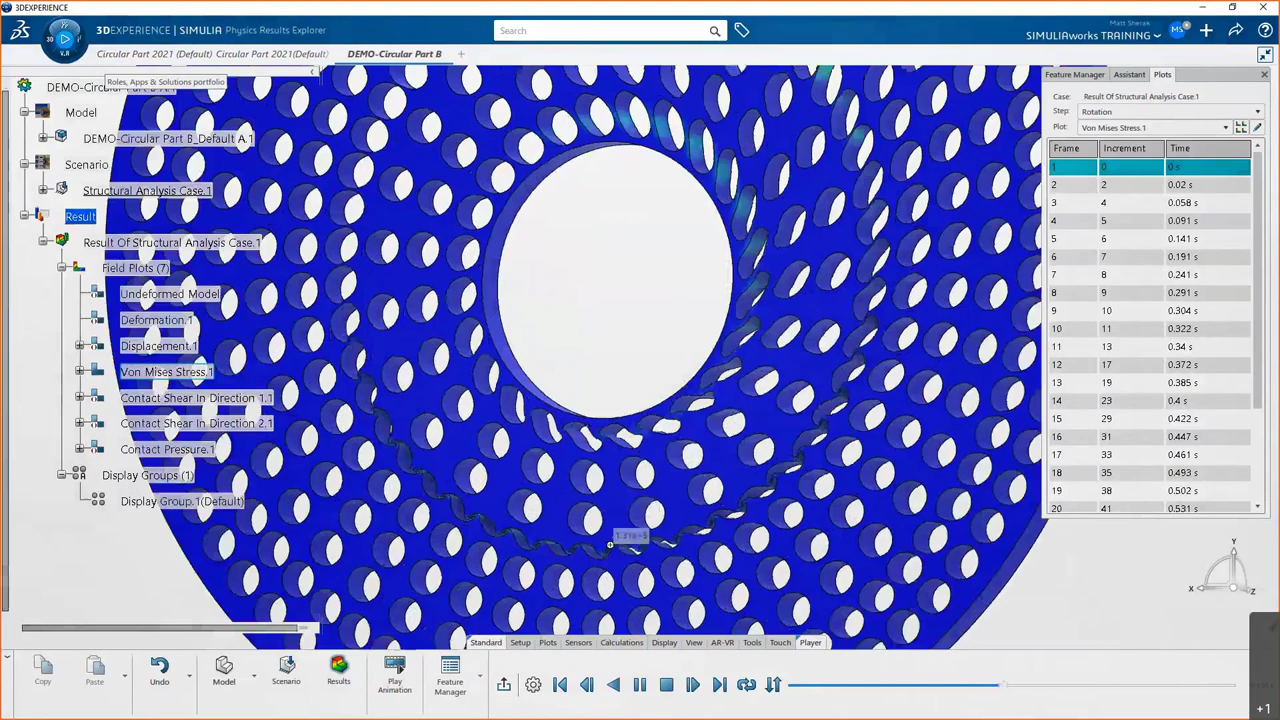 3DEXPERIENCE
3DEXPERIENCE | SIMULIA Physics Results Explorer
Search
Matt Sherak
SIMULIAworks TRAINING
MS
3D
V.R
Circular Part 2021 (Default)
Circular Part 2021(Default)
DEMO-Circular Part B
+
Roles, Apps & Solutions portfolio
DEMO-Circular Part B A.1
Model
DEMO-Circular Part B_Default A.1
Scenario
Structural Analysis Case.1
Result
Result Of Structural Analysis Case.1
Field Plots (7)
Undeformed Model
Deformation.1
Displacement.1
Von Mises Stress.1
Contact Shear In Direction 1.1
Contact Shear In Direction 2.1
Contact Pressure.1
Display Groups (1)
Display Group.1(Default)
Feature Manager
Assistant
Plots
Case: Result Of Structural Analysis Case.1
Step: Rotation
Plot: Von Mises Stress.1
Frame Increment Time
1 0 0 s
2 2 0.02 s
3 4 0.058 s
4 5 0.091 s
5 6 0.141 s
6 7 0.191 s
7 8 0.241 s
8 9 0.291 s
9 10 0.304 s
10 11 0.322 s
11 13 0.34 s
12 17 0.372 s
13 19 0.385 s
14 23 0.4 s
15 29 0.422 s
16 31 0.447 s
17 33 0.461 s
18 35 0.493 s
19 38 0.502 s
20 41 0.531 s
Y
X
Z
Standard Setup Plots Sensors Calculations Display View AR-VR Tools Touch Player
Copy
Paste
Undo
Model
Scenario
Results
Play Animation
Feature Manager
+1